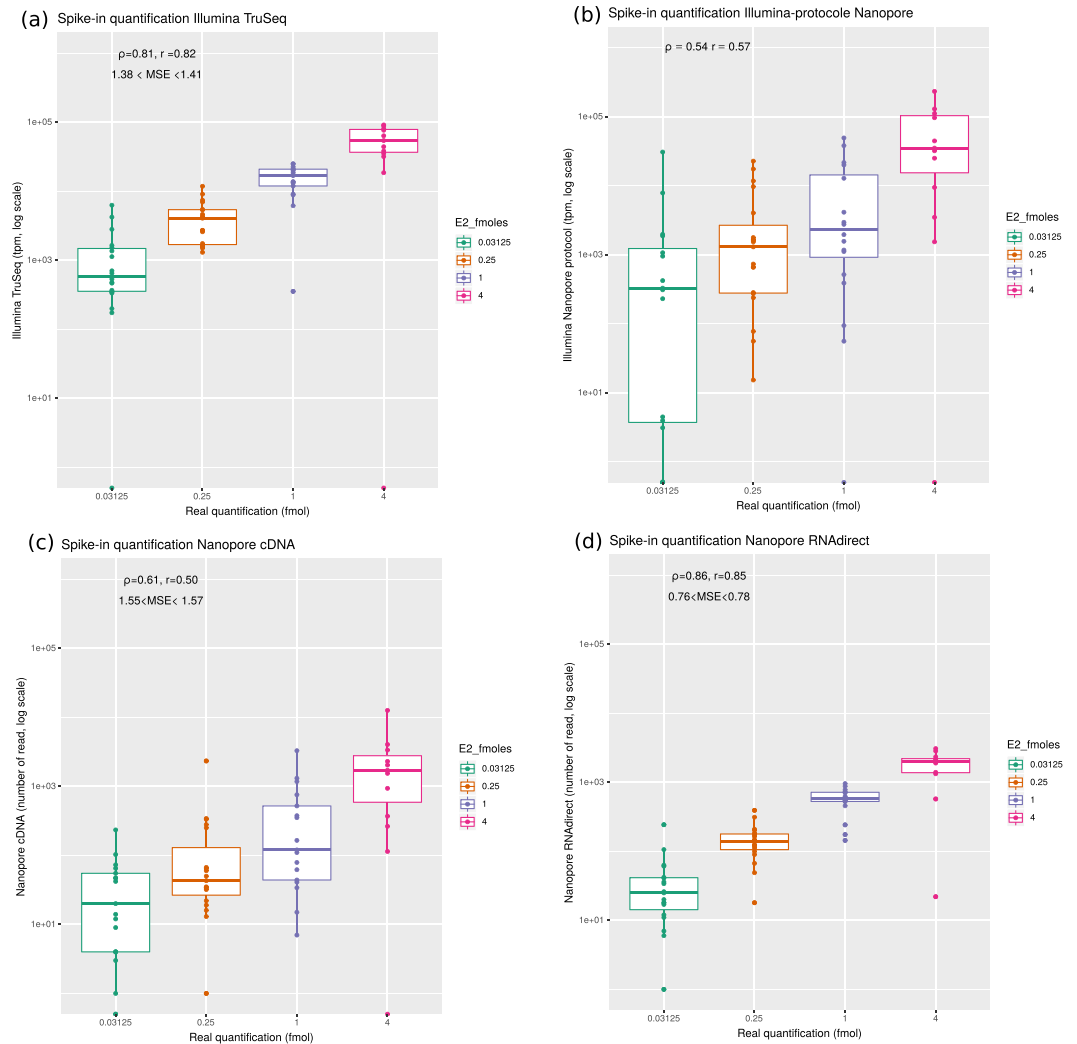 (a) Spike-in quantification Illumina TruSeq
ρ=0.81, r =0.82
1.38 < MSE <1.41
1e+05
1e+03
1e+01
Illumina TruSeq (tpm, log scale)
0.03125 0.25 1 4
Real quantification (fmol)
E2_fmoles
0.03125
0.25
1
4
(b) Spike-in quantification Illumina-protocole Nanopore
ρ = 0.54 r = 0.57
1e+05
1e+03
1e+01
Illumina Nanopore protocol (tpm, log scale)
0.03125 0.25 1 4
Real quantification (fmol)
E2_fmoles
0.03125
0.25
1
4
(c) Spike-in quantification Nanopore cDNA
ρ=0.61, r=0.50
1.55<MSE< 1.57
1e+05
1e+03
1e+01
Nanopore cDNA (number of read, log scale)
0.03125 0.25 1 4
Real quantification (fmol)
E2_fmoles
0.03125
0.25
1
4
(d) Spike-in quantification Nanopore RNAdirect
ρ=0.86, r=0.85
0.76<MSE<0.78
1e+05
1e+03
1e+01
Nanopore RNAdirect (number of read, log scale)
0.03125 0.25 1 4
Real quantification (fmol)
E2_fmoles
0.03125
0.25
1
4